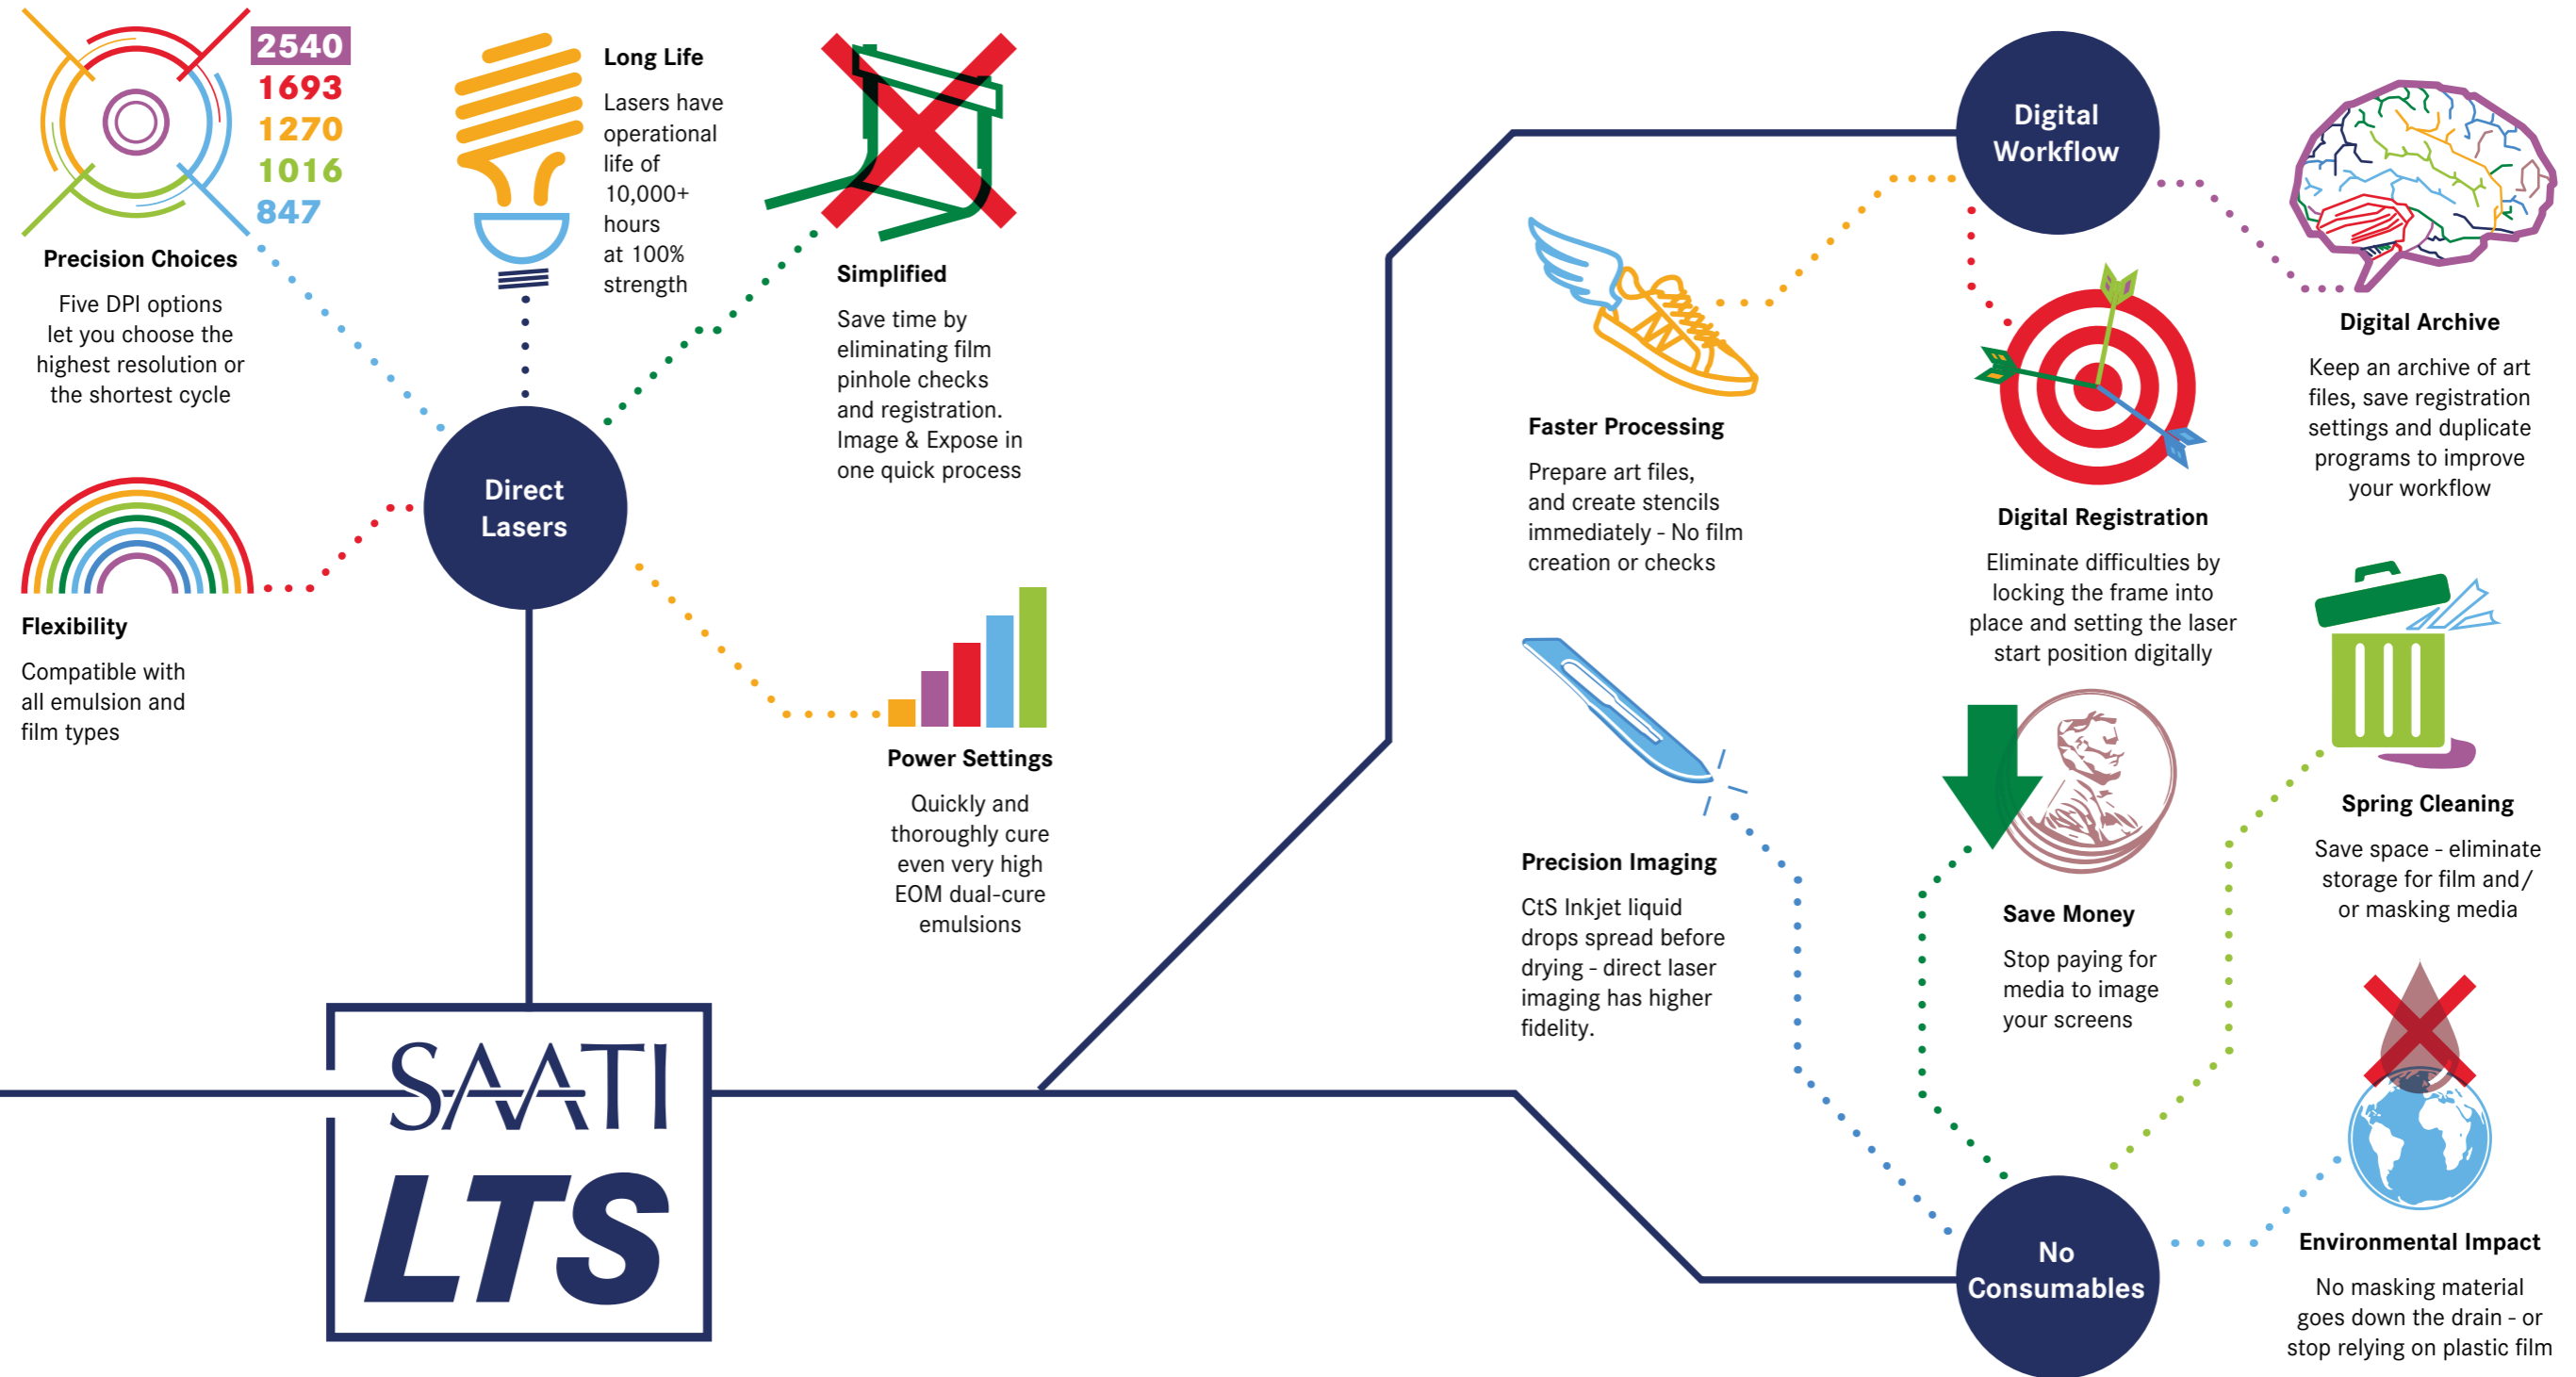 2540
1693
1270
1016
847
Precision Choices
Five DPI options
let you choose the
highest resolution or
the shortest cycle
Long Life
Lasers have
operational
life of
10,000+
hours
at 100%
strength
Simplified
Save time by
eliminating film
pinhole checks
and registration.
Image & Expose in
one quick process
Direct
Lasers
Flexibility
Compatible with
all emulsion and
film types
Power Settings
Quickly and
thoroughly cure
even very high
EOM dual-cure
emulsions
SAATI
LTS
Digital
Workflow
Faster Processing
Prepare art files,
and create stencils
immediately - No film
creation or checks
Digital Registration
Eliminate difficulties by
locking the frame into
place and setting the laser
start position digitally
Digital Archive
Keep an archive of art
files, save registration
settings and duplicate
programs to improve
your workflow
Precision Imaging
CtS Inkjet liquid
drops spread before
drying - direct laser
imaging has higher
fidelity.
Save Money
Stop paying for
media to image
your screens
Spring Cleaning
Save space - eliminate
storage for film and/
or masking media
No
Consumables
Environmental Impact
No masking material
goes down the drain - or
stop relying on plastic film